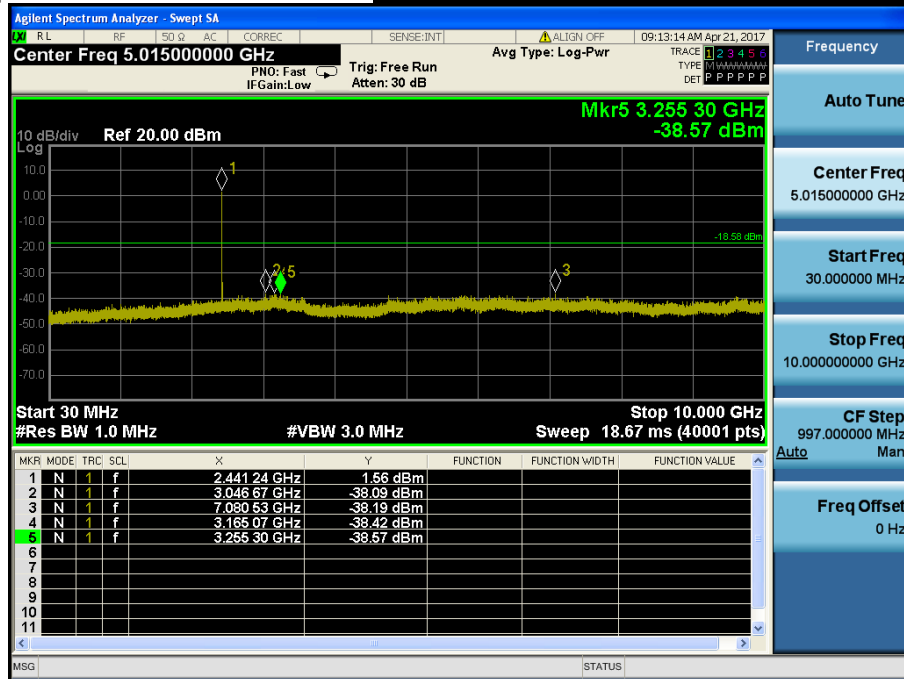 Agilent Spectrum Analyzer - Swept SA
LXI RL RF 50 Ω AC CORREC SENSE:INT ALIGN OFF 09:13:14 AM Apr 21, 2017
Center Freq 5.015000000 GHz
PNO: Fast
IFGain:Low
Trig: Free Run
Atten: 30 dB
Avg Type: Log-Pwr
TRACE 1 2 3 4 5 6
TYPE M WWWWW
DET P P P P P P
Mkr5 3.255 30 GHz
-38.57 dBm
10 dB/div Ref 20.00 dBm
Log
10.0
0.00
-10.0
-20.0
-30.0
-40.0
-50.0
-60.0
-70.0
1
-18.58 dBm
2 5
3
Start 30 MHz Stop 10.000 GHz
#Res BW 1.0 MHz #VBW 3.0 MHz Sweep 18.67 ms (40001 pts)
MKR MODE TRC SCL X Y FUNCTION FUNCTION WIDTH FUNCTION VALUE
1 N 1 f 2.441 24 GHz 1.56 dBm
2 N 1 f 3.046 67 GHz -38.09 dBm
3 N 1 f 7.080 53 GHz -38.19 dBm
4 N 1 f 3.165 07 GHz -38.42 dBm
5 N 1 f 3.255 30 GHz -38.57 dBm
6
7
8
9
10
11
MSG STATUS
Frequency
Auto Tune
Center Freq
5.015000000 GHz
Start Freq
30.000000 MHz
Stop Freq
10.000000000 GHz
CF Step
997.000000 MHz
Auto Man
Freq Offset
0 Hz